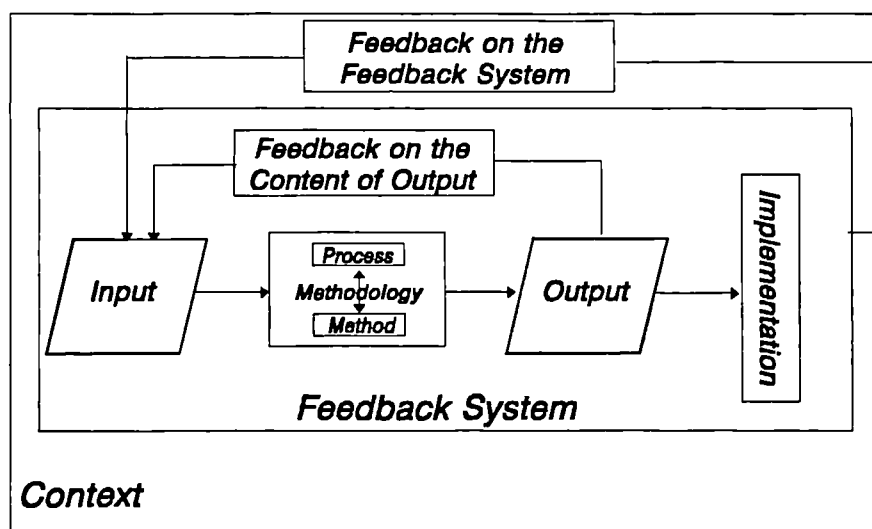 Feedback on the
Feedback System
Feedback on the
Content of Output
Input
Process
Methodology
Method
Output
Implementation
Feedback System
Context